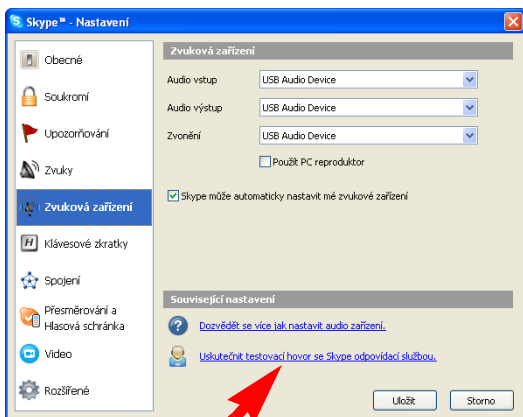 Skype™ - Nastavení
Obecné
Soukromí
Upozorňování
Zvuky
Zvuková zařízení
Klávesové zkratky
Spojení
Přesměrování a
Hlasová schránka
Video
Rozšířené
Zvuková zařízení
Audio vstup USB Audio Device
Audio výstup USB Audio Device
Zvonění USB Audio Device
Použít PC reproduktor
Skype může automaticky nastavit mé zvukové zařízení
Související nastavení
Dozvědět se více jak nastavit audio zařízení.
Uskutečnit testovací hovor se Skype odpovídací službou.
Uložit Storno